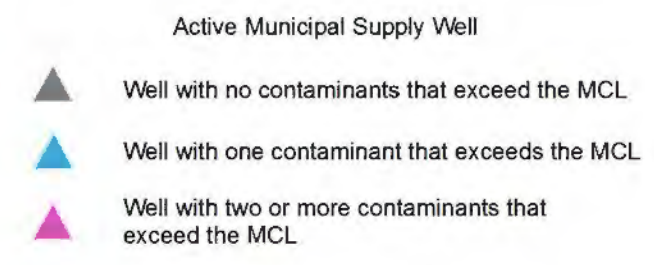 Active Municipal Supply Well
Well with no contaminants that exceed the MCL
Well with one contaminant that exceeds the MCL
Well with two or more contaminants that
exceed the MCL